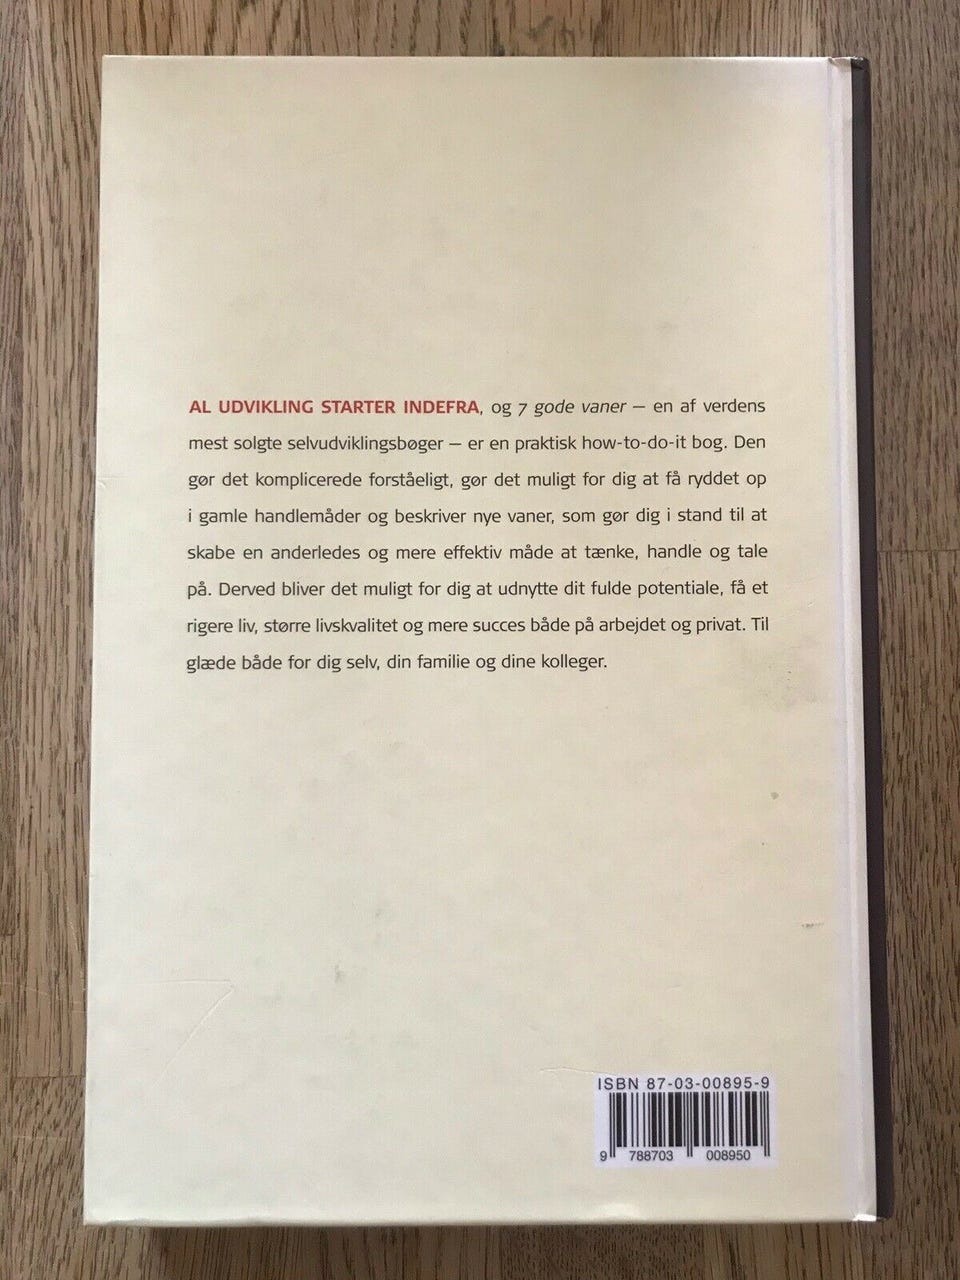 AL UDVIKLING STARTER INDEFRA, og 7 gode vaner – en af verdens
mest solgte selvudviklingsbøger – er en praktisk how-to-do-it bog. Den
gør det komplicerede forståeligt, gør det muligt for dig at få ryddet op
i gamle handlemåder og beskriver nye vaner, som gør dig i stand til at
skabe en anderledes og mere effektiv måde at tænke, handle og tale
på. Derved bliver det muligt for dig at udnytte dit fulde potentiale, få et
rigere liv, større livskvalitet og mere succes både på arbejdet og privat. Til
glæde både for dig selv, din familie og dine kolleger.
ISBN 87-03-00895-9
9 788703 008950